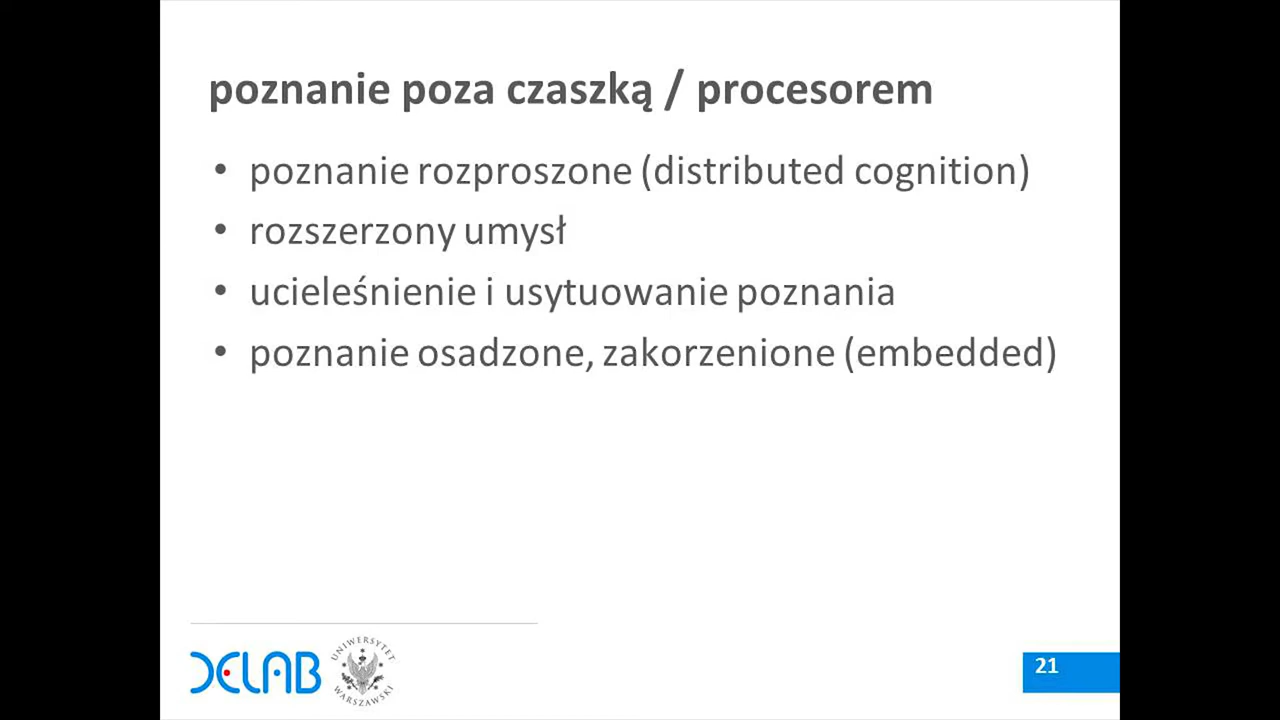 poznanie poza czaszką / procesorem
• poznanie rozproszone (distributed cognition)
• rozszerzony umysł
• ucieleśnienie i usytuowanie poznania
• poznanie osadzone, zakorzenione (embedded)
DELAB
UNIWERSYTET
WARSZAWSKI
21